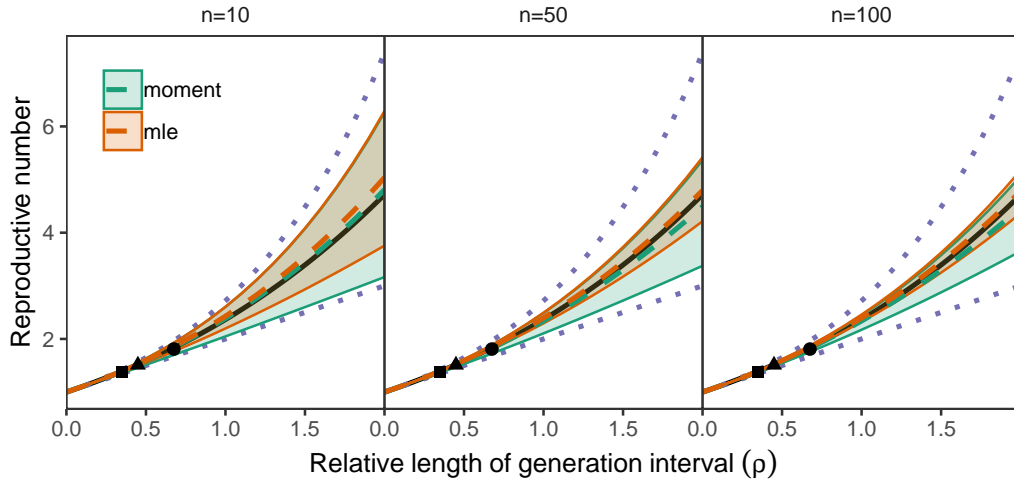 n=10 n=50 n=100
moment
mle
Reproductive number
6
4
2
0.0 0.5 1.0 1.5 0.0 0.5 1.0 1.5 0.0 0.5 1.0 1.5
Relative length of generation interval (ρ)